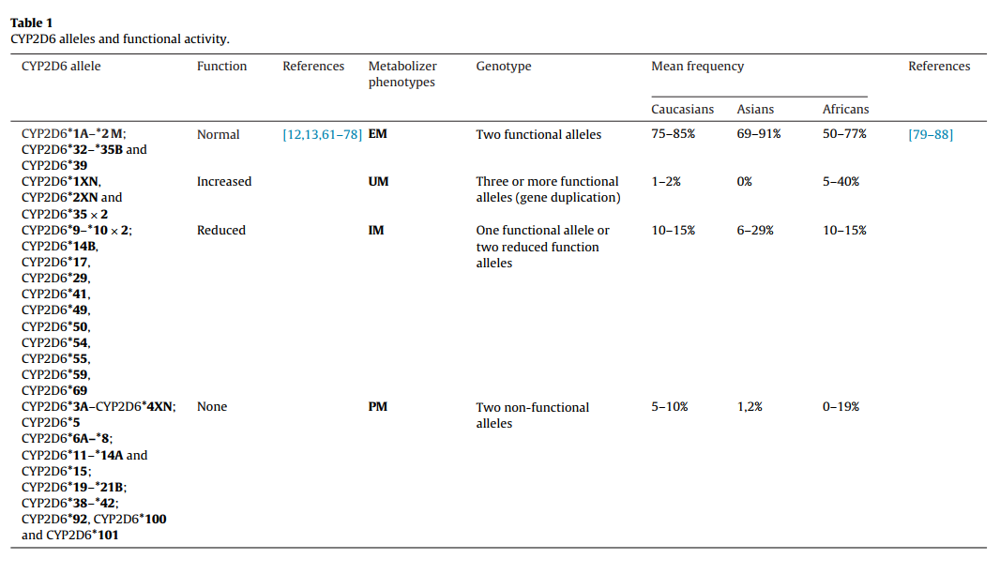 Table 1
CYP2D6 alleles and functional activity.
CYP2D6 allele Function References Metabolizer phenotypes Genotype Mean frequency References
Caucasians Asians Africans
CYP2D6*1A–*2 M; Normal [12,13,61–78] EM Two functional alleles 75–85% 69–91% 50–77% [79–88]
CYP2D6*32–*35B and
CYP2D6*39
CYP2D6*1XN, Increased UM Three or more functional 1–2% 0% 5–40%
CYP2D6*2XN and alleles (gene duplication)
CYP2D6*35 × 2
CYP2D6*9–*10 × 2; Reduced IM One functional allele or 10–15% 6–29% 10–15%
CYP2D6*14B, two reduced function
CYP2D6*17, alleles
CYP2D6*29,
CYP2D6*41,
CYP2D6*49,
CYP2D6*50,
CYP2D6*54,
CYP2D6*55,
CYP2D6*59,
CYP2D6*69
CYP2D6*3A–CYP2D6*4XN; None PM Two non-functional 5–10% 1,2% 0–19%
CYP2D6*5 alleles
CYP2D6*6A–*8;
CYP2D6*11–*14A and
CYP2D6*15;
CYP2D6*19–*21B;
CYP2D6*38–*42;
CYP2D6*92, CYP2D6*100
and CYP2D6*101